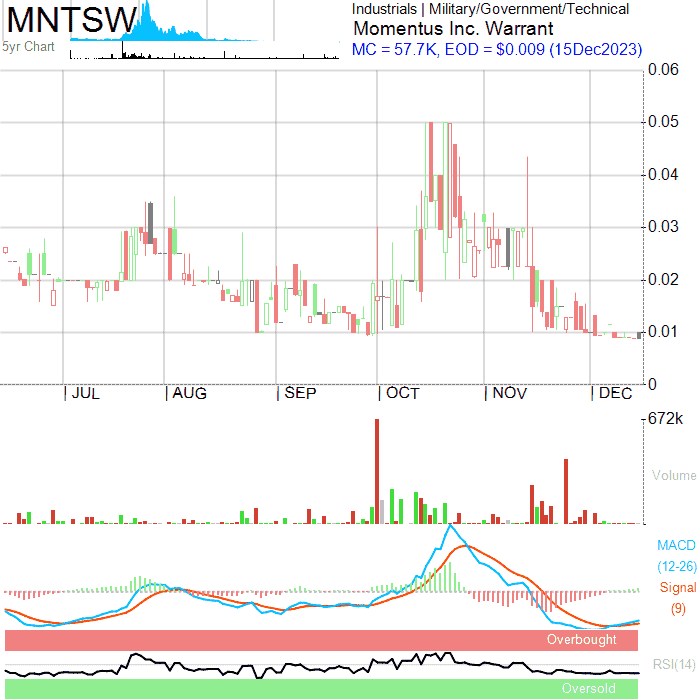 MNTSW
Industrials | Military/Government/Technical
Momentus Inc. Warrant
5yr Chart
MC = 57.7K, EOD = $0.009 (15Dec2023)
0.06
0.05
0.04
0.03
0.02
0.01
0
| JUL | AUG | SEP | OCT | NOV | DEC
672k
Volume
MACD
(12-26)
Signal
(9)
Overbought
RSI(14)
Oversold